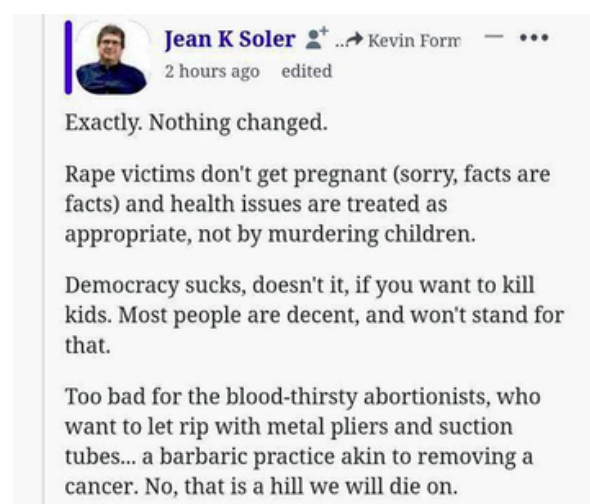 Jean K Soler ... Kevin Form
2 hours ago edited
Exactly. Nothing changed.
Rape victims don't get pregnant (sorry, facts are
facts) and health issues are treated as
appropriate, not by murdering children.
Democracy sucks, doesn't it, if you want to kill
kids. Most people are decent, and won't stand for
that.
Too bad for the blood-thirsty abortionists, who
want to let rip with metal pliers and suction
tubes... a barbaric practice akin to removing a
cancer. No, that is a hill we will die on.